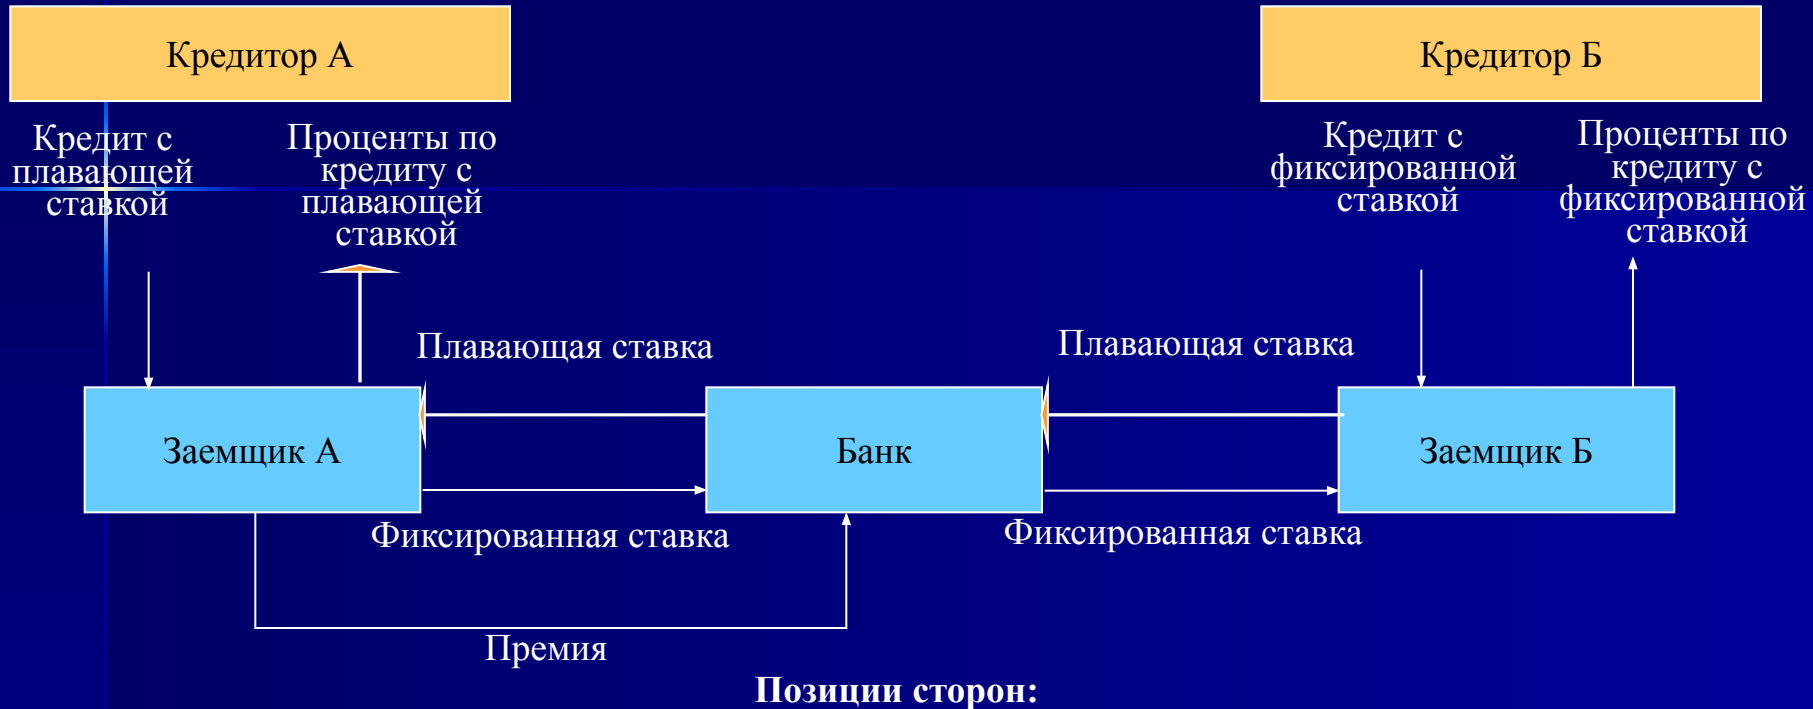 Кредитор А
Кредитор Б
Кредит с
плавающей
ставкой
Проценты по
кредиту с
плавающей
ставкой
Кредит с
фиксированной
ставкой
Проценты по
кредиту с
фиксированной
ставкой
Плавающая ставка
Плавающая ставка
Заемщик А
Банк
Заемщик Б
Фиксированная ставка
Фиксированная ставка
Премия
Позиции сторон: